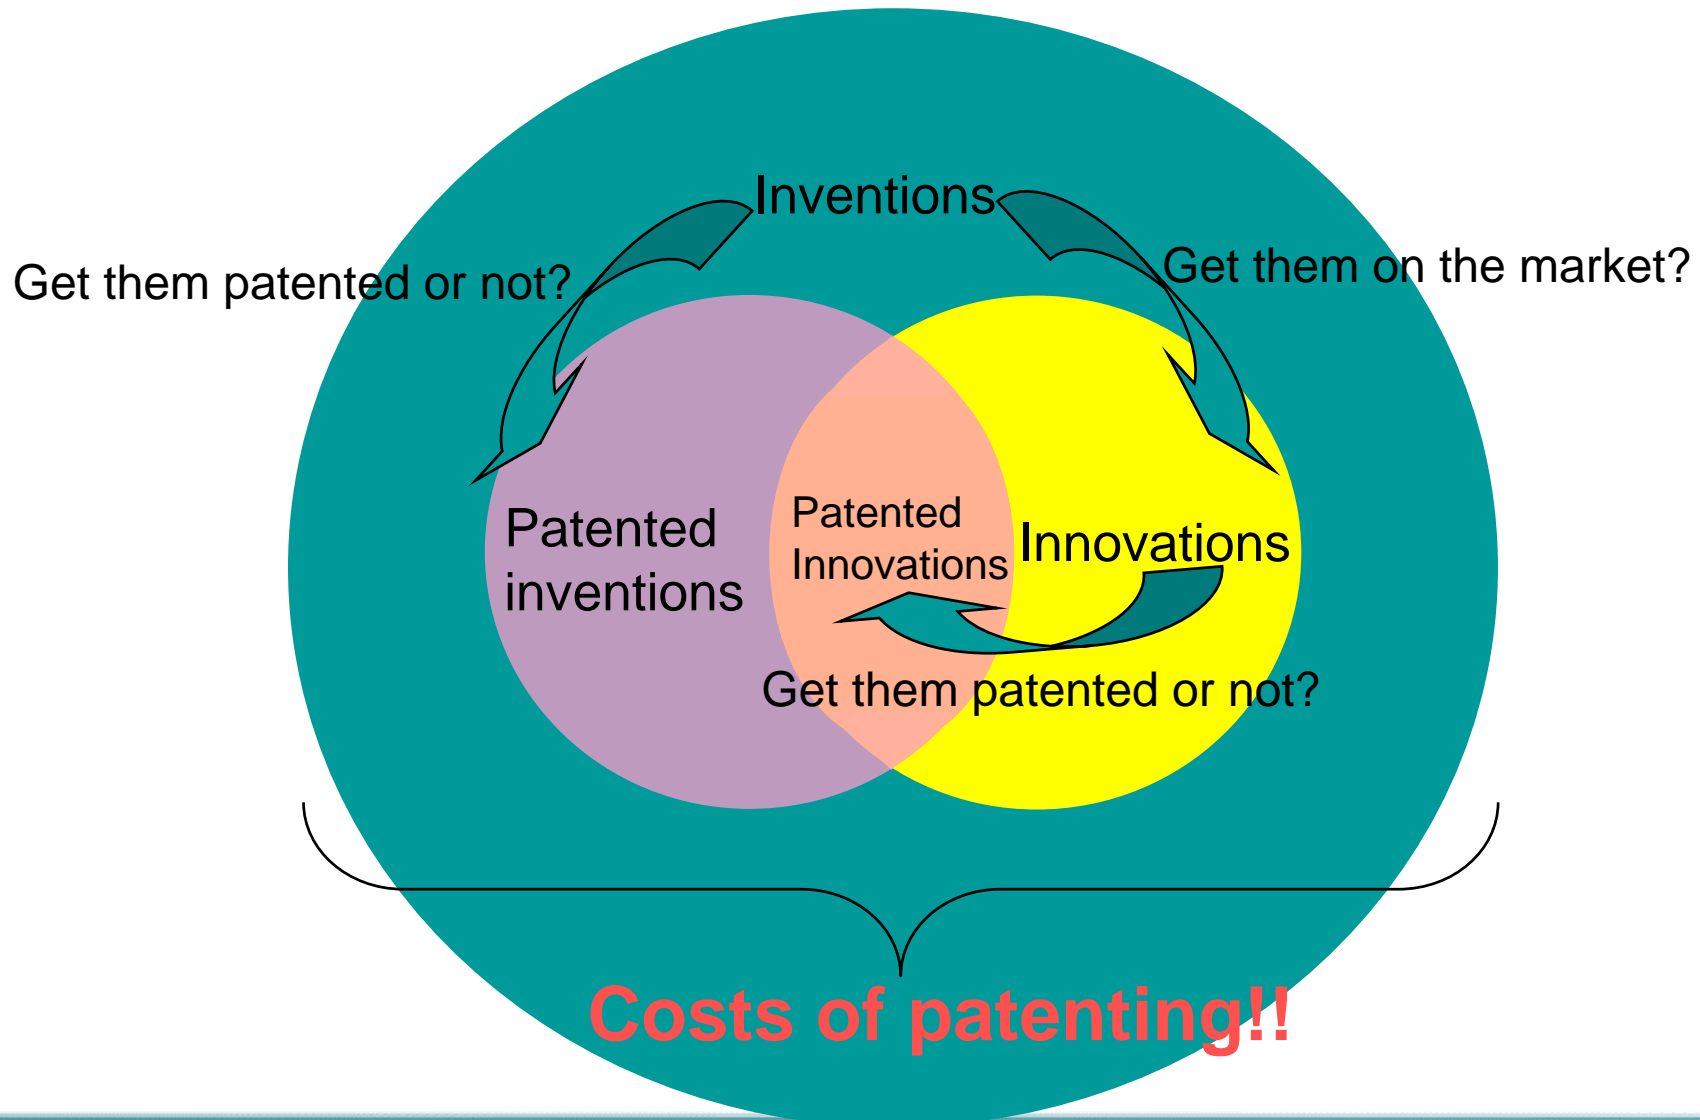 Inventions
Get them patented or not?
Get them on the market?
Patented
inventions
Patented
Innovations
Innovations
Get them patented or not?
Costs of patenting!!